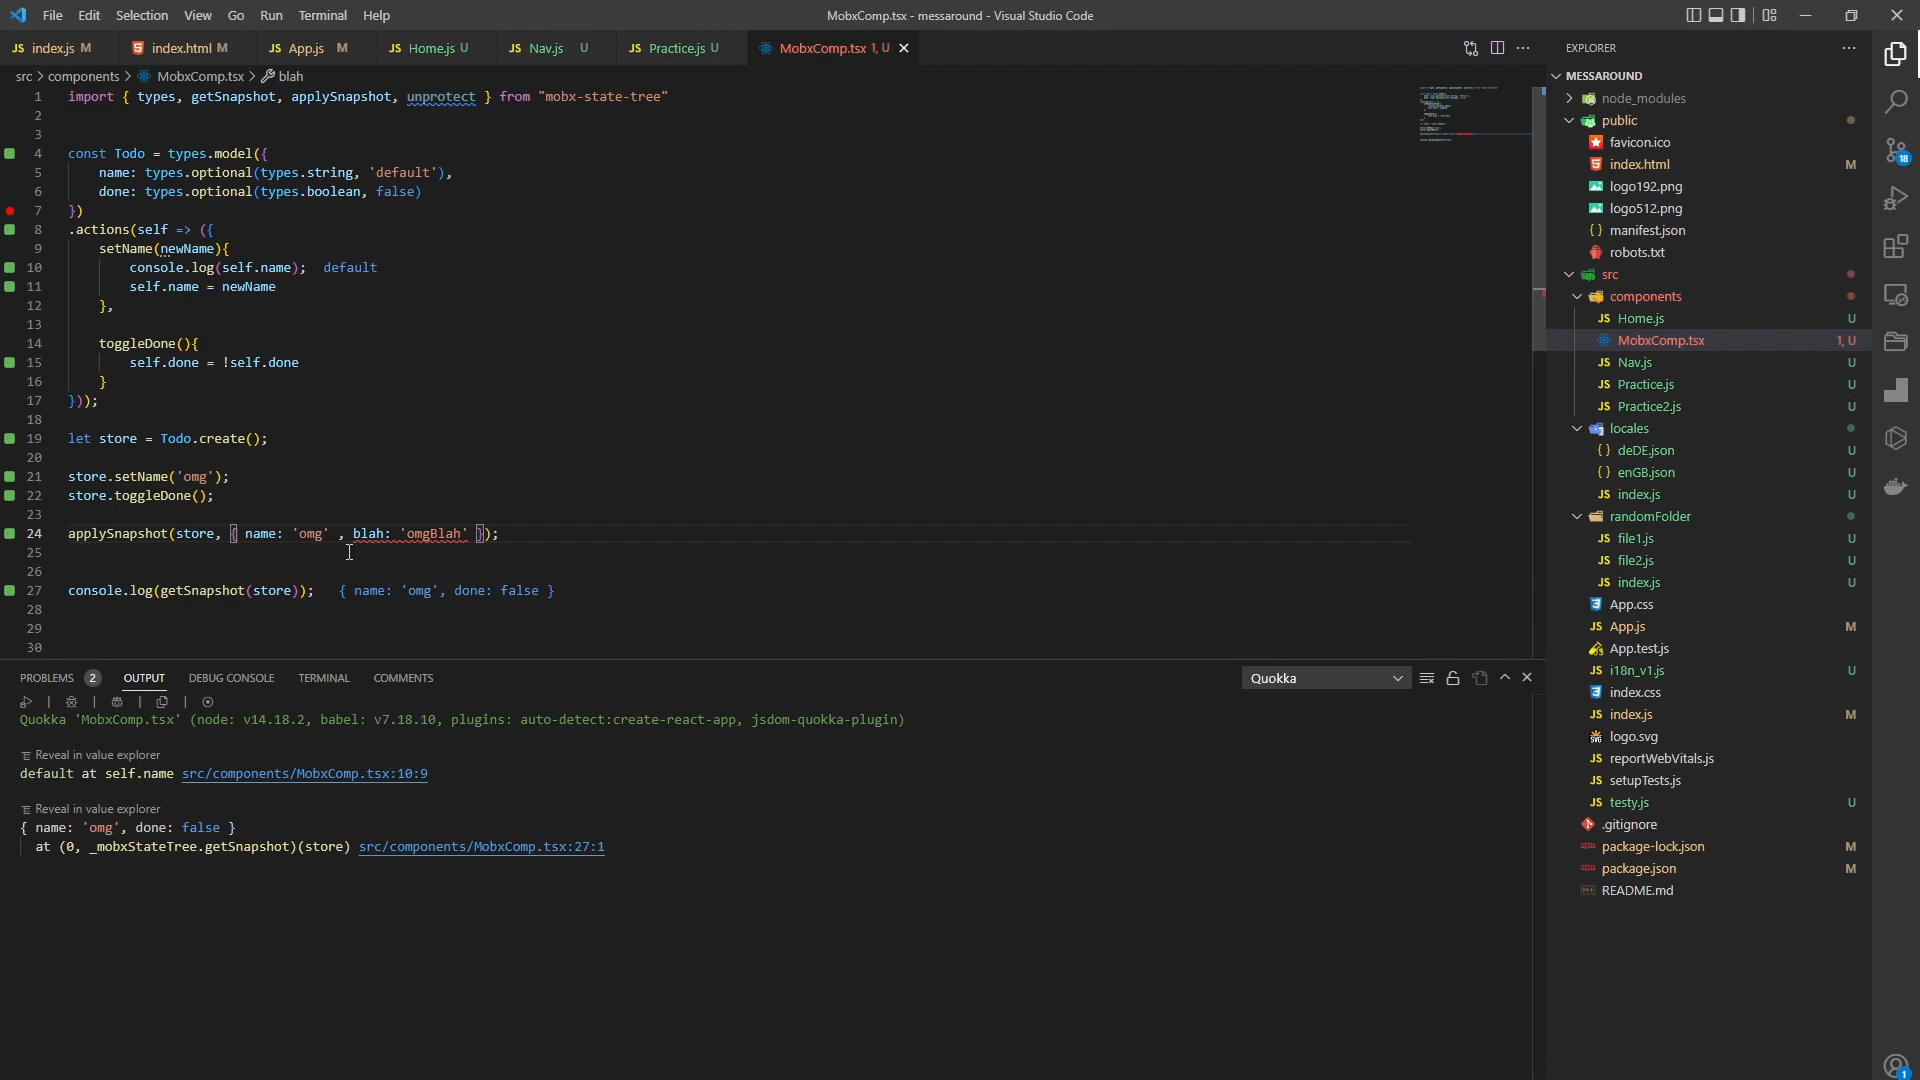 File Edit Selection View Go Run Terminal Help
MobxComp.tsx - messaround - Visual Studio Code
index.js M
index.html M
App.js M
Home.js U
Nav.js U
Practice.js U
MobxComp.tsx 1, U
src > components > MobxComp.tsx > blah
1 import { types, getSnapshot, applySnapshot, unprotect } from "mobx-state-tree"
2
3
4 const Todo = types.model({
5 name: types.optional(types.string, 'default'),
6 done: types.optional(types.boolean, false)
7 })
8 .actions(self => ({
9 setName(newName){
10 console.log(self.name); default
11 self.name = newName
12 },
13
14 toggleDone(){
15 self.done = !self.done
16 }
17 }));
18
19 let store = Todo.create();
20
21 store.setName('omg');
22 store.toggleDone();
23
24 applySnapshot(store, { name: 'omg' , blah: 'omgBlah' });
25
26
27 console.log(getSnapshot(store)); { name: 'omg', done: false }
28
29
30
PROBLEMS 2 OUTPUT DEBUG CONSOLE TERMINAL COMMENTS
Quokka
Quokka 'MobxComp.tsx' (node: v14.18.2, babel: v7.18.10, plugins: auto-detect:create-react-app, jsdom-quokka-plugin)
Reveal in value explorer
default at self.name src/components/MobxComp.tsx:10:9
Reveal in value explorer
{ name: 'omg', done: false }
at (0, _mobxStateTree.getSnapshot)(store) src/components/MobxComp.tsx:27:1
EXPLORER
MESSAROUND
node_modules
public
favicon.ico
index.html M
logo192.png
logo512.png
manifest.json
robots.txt
src
components
Home.js U
MobxComp.tsx 1, U
Nav.js U
Practice.js U
Practice2.js U
locales
deDE.json U
enGB.json U
index.js U
randomFolder
file1.js U
file2.js U
index.js U
App.css
App.js M
App.test.js
i18n_v1.js U
index.css
index.js M
logo.svg
reportWebVitals.js
setupTests.js
testy.js U
.gitignore
package-lock.json M
package.json M
README.md
18
1